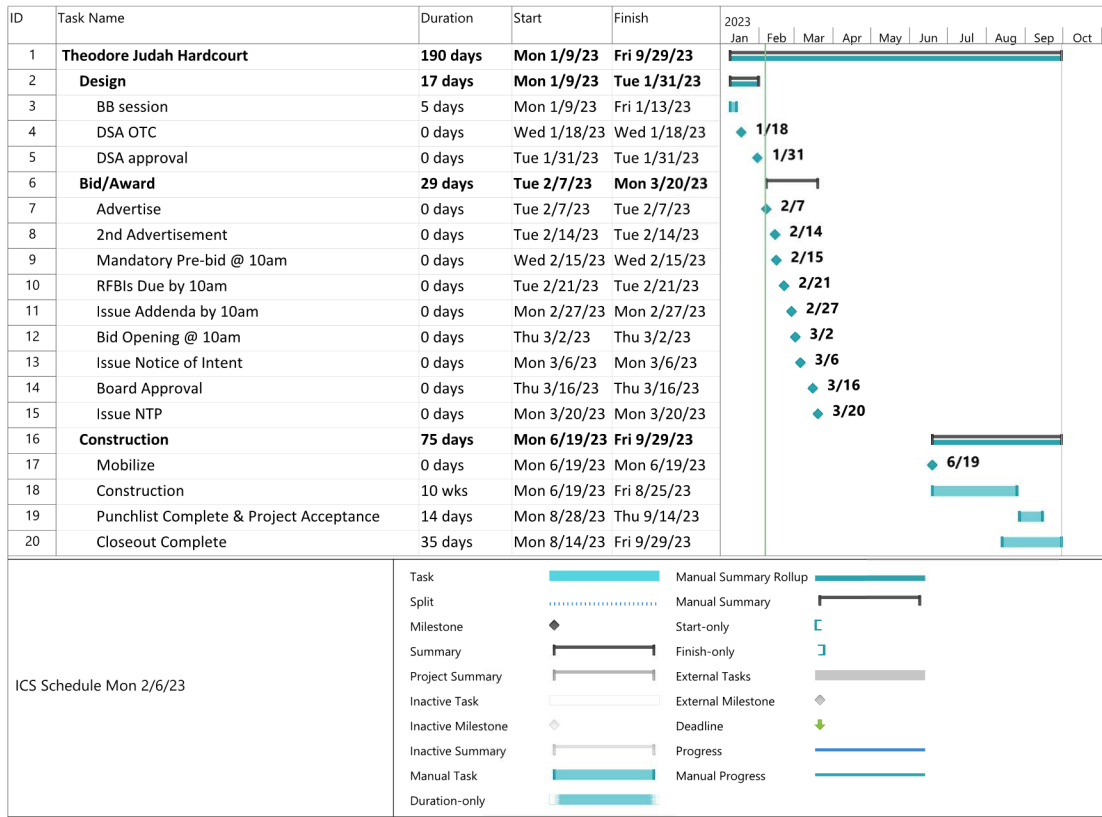 ID Task Name Duration Start Finish 2023
Jan Feb Mar Apr May Jun Jul Aug Sep Oct
1 Theodore Judah Hardcourt 190 days Mon 1/9/23 Fri 9/29/23
2 Design 17 days Mon 1/9/23 Tue 1/31/23
3 BB session 5 days Mon 1/9/23 Fri 1/13/23
4 DSA OTC 0 days Wed 1/18/23 Wed 1/18/23 1/18
5 DSA approval 0 days Tue 1/31/23 Tue 1/31/23 1/31
6 Bid/Award 29 days Tue 2/7/23 Mon 3/20/23
7 Advertise 0 days Tue 2/7/23 Tue 2/7/23 2/7
8 2nd Advertisement 0 days Tue 2/14/23 Tue 2/14/23 2/14
9 Mandatory Pre-bid @ 10am 0 days Wed 2/15/23 Wed 2/15/23 2/15
10 RFBIs Due by 10am 0 days Tue 2/21/23 Tue 2/21/23 2/21
11 Issue Addenda by 10am 0 days Mon 2/27/23 Mon 2/27/23 2/27
12 Bid Opening @ 10am 0 days Thu 3/2/23 Thu 3/2/23 3/2
13 Issue Notice of Intent 0 days Mon 3/6/23 Mon 3/6/23 3/6
14 Board Approval 0 days Thu 3/16/23 Thu 3/16/23 3/16
15 Issue NTP 0 days Mon 3/20/23 Mon 3/20/23 3/20
16 Construction 75 days Mon 6/19/23 Fri 9/29/23
17 Mobilize 0 days Mon 6/19/23 Mon 6/19/23 6/19
18 Construction 10 wks Mon 6/19/23 Fri 8/25/23
19 Punchlist Complete & Project Acceptance 14 days Mon 8/28/23 Thu 9/14/23
20 Closeout Complete 35 days Mon 8/14/23 Fri 9/29/23
ICS Schedule Mon 2/6/23
Task
Split
Milestone
Summary
Project Summary
Inactive Task
Inactive Milestone
Inactive Summary
Manual Task
Duration-only
Manual Summary Rollup
Manual Summary
Start-only
Finish-only
External Tasks
External Milestone
Deadline
Progress
Manual Progress